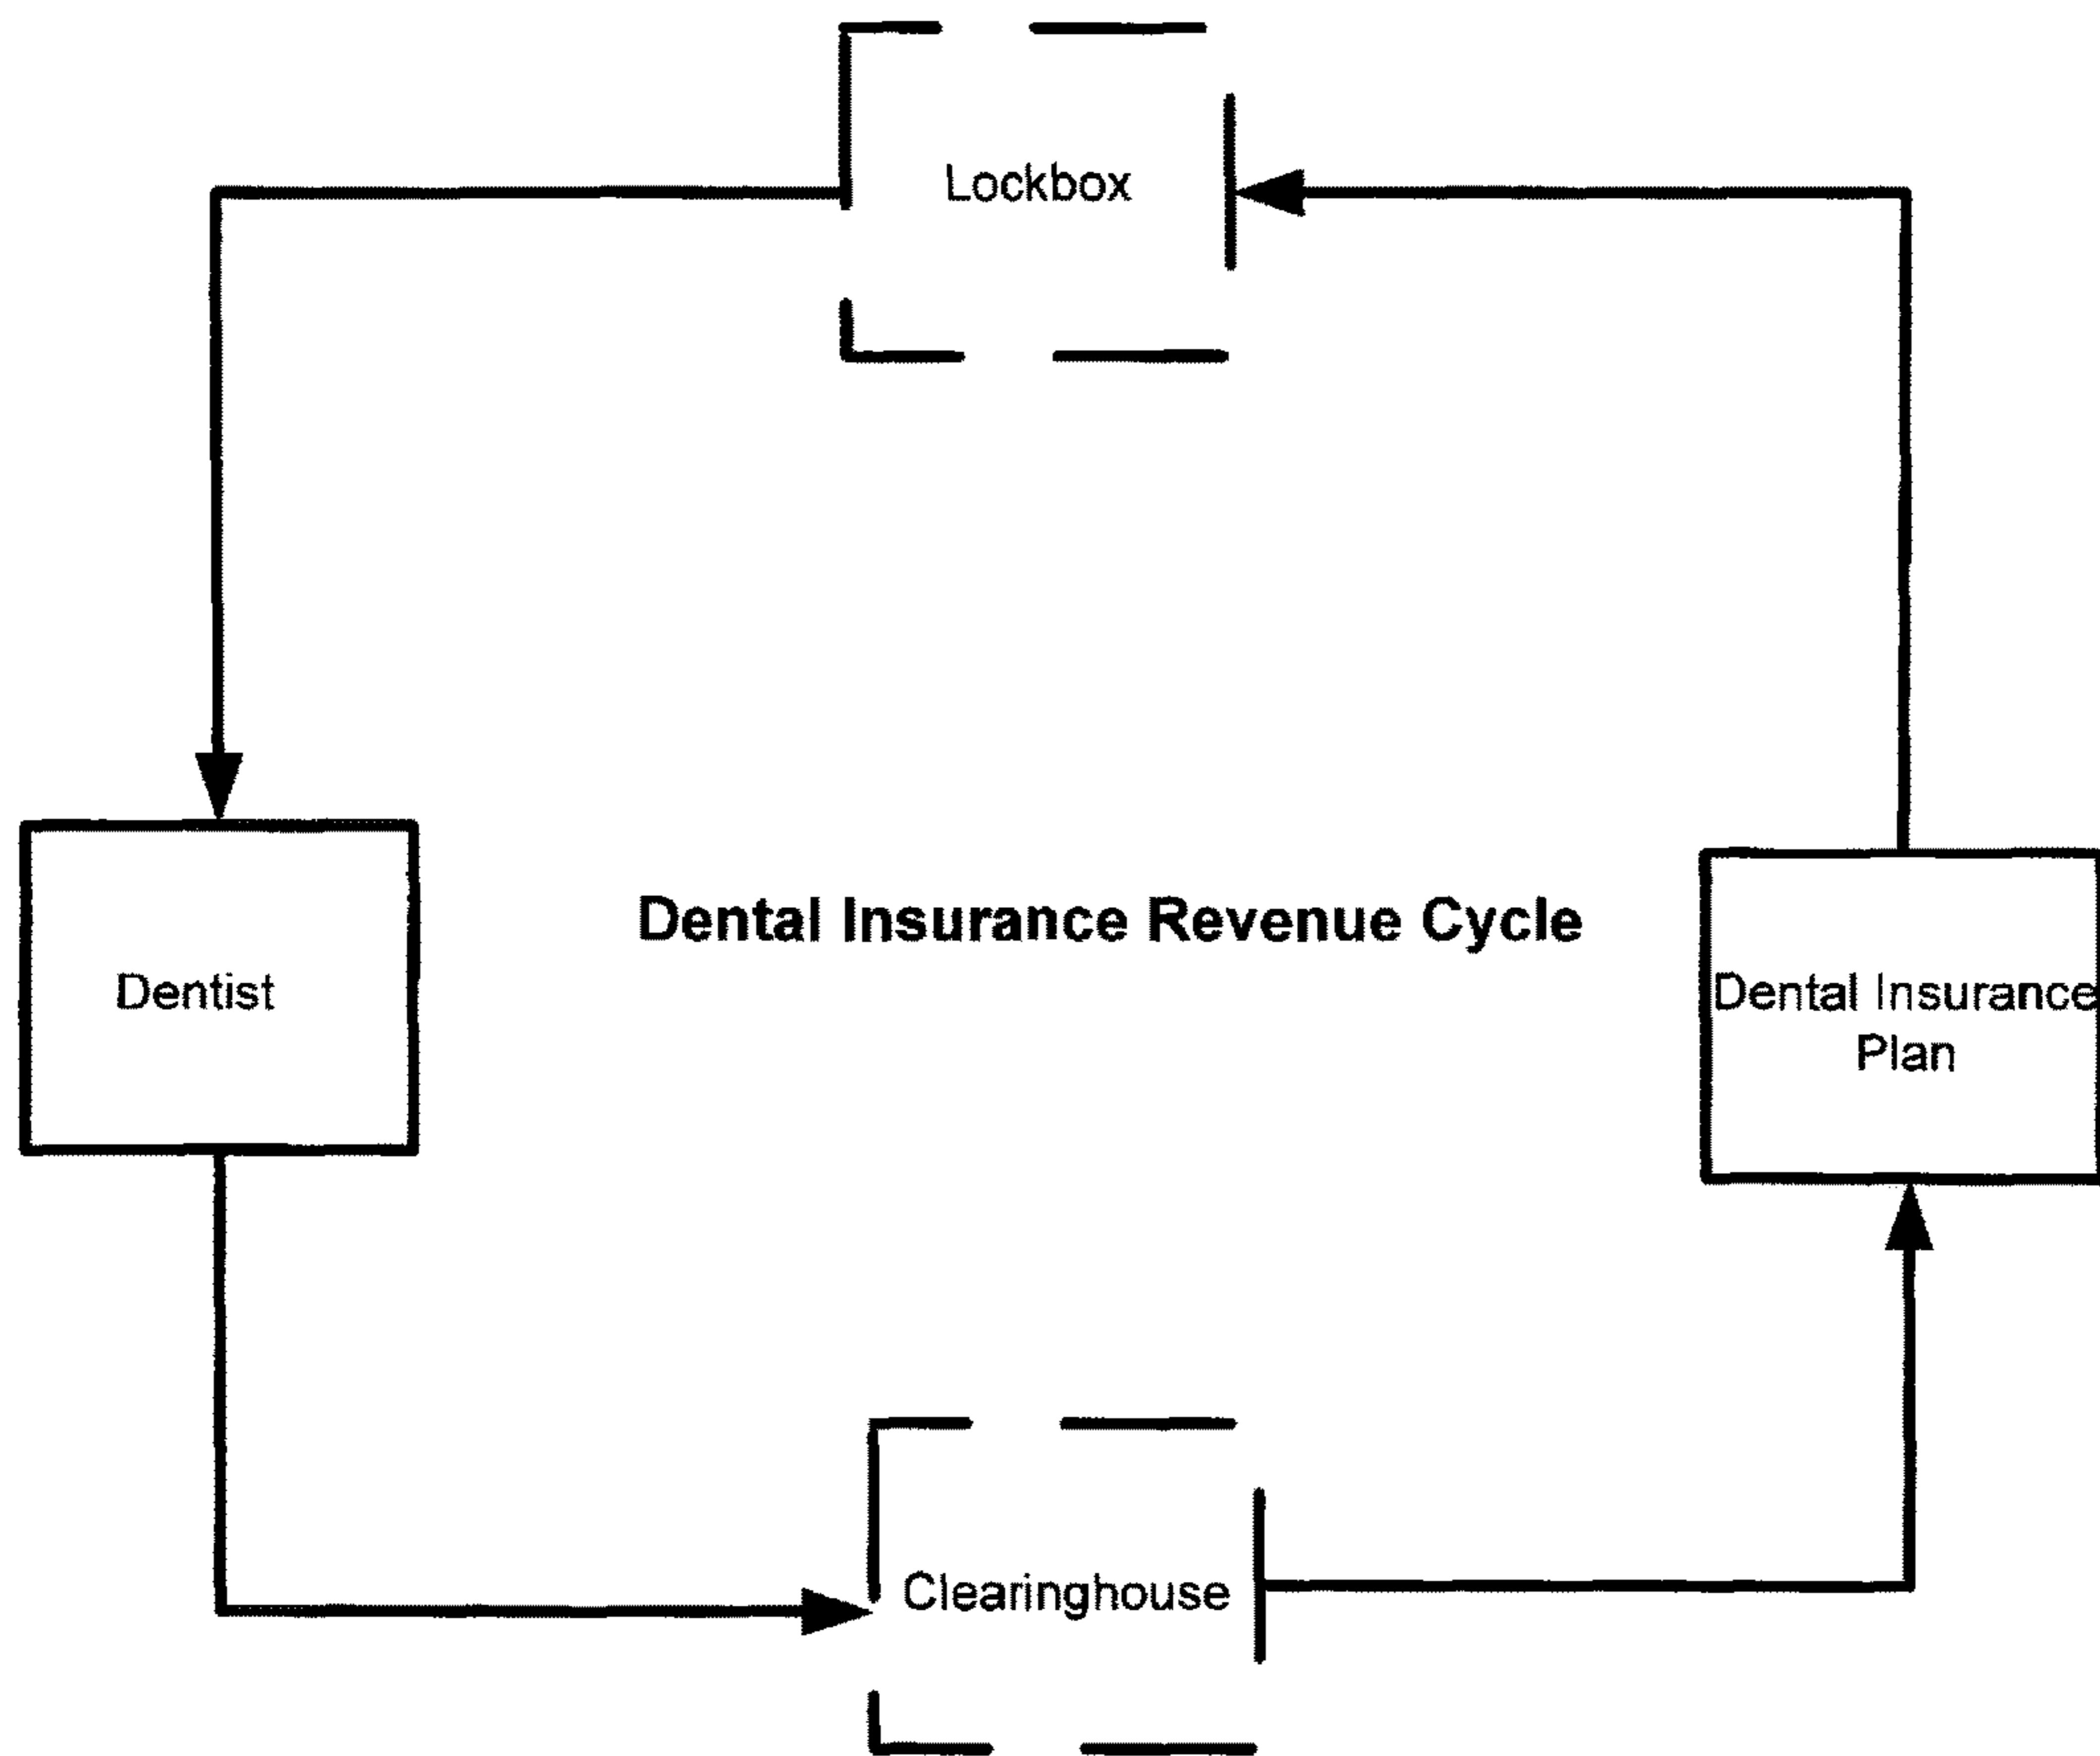 Lockbox
Dental Insurance Revenue Cycle
Dentist
Dental Insurance
Plan
Clearinghouse